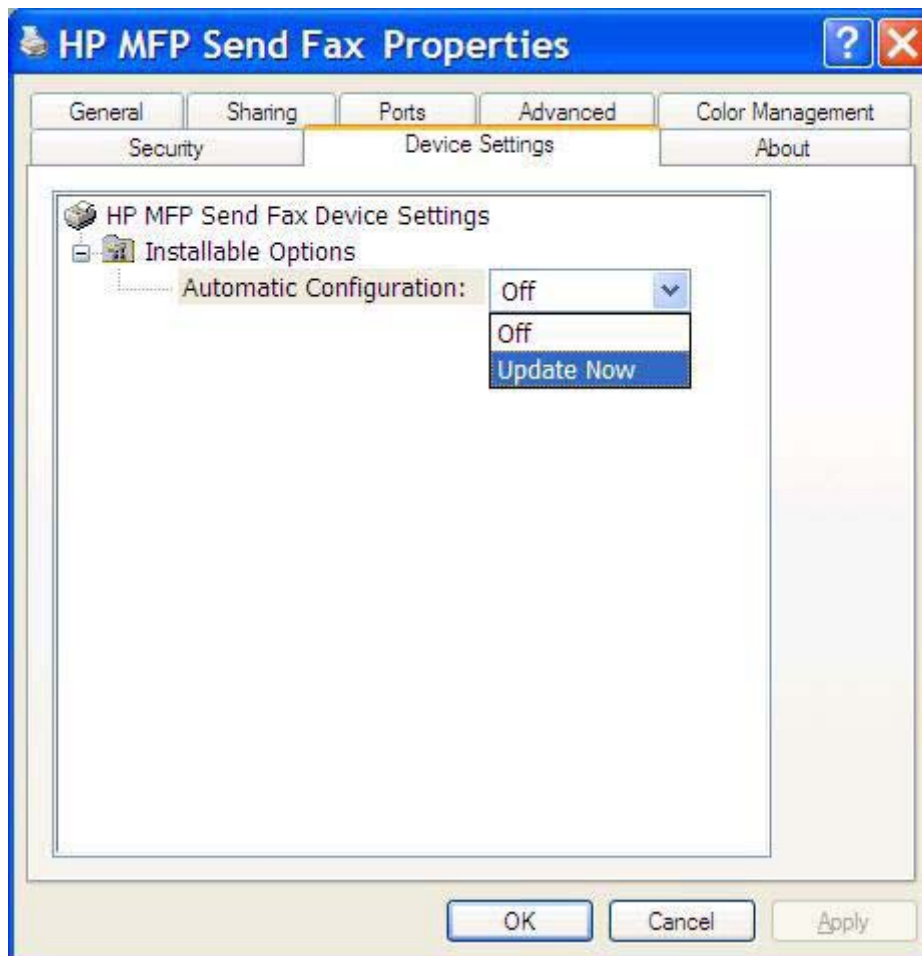 HP MFP Send Fax Properties
General Sharing Ports Advanced Color Management
Security Device Settings About
HP MFP Send Fax Device Settings
Installable Options
Automatic Configuration: Off
Off
Update Now
OK Cancel Apply